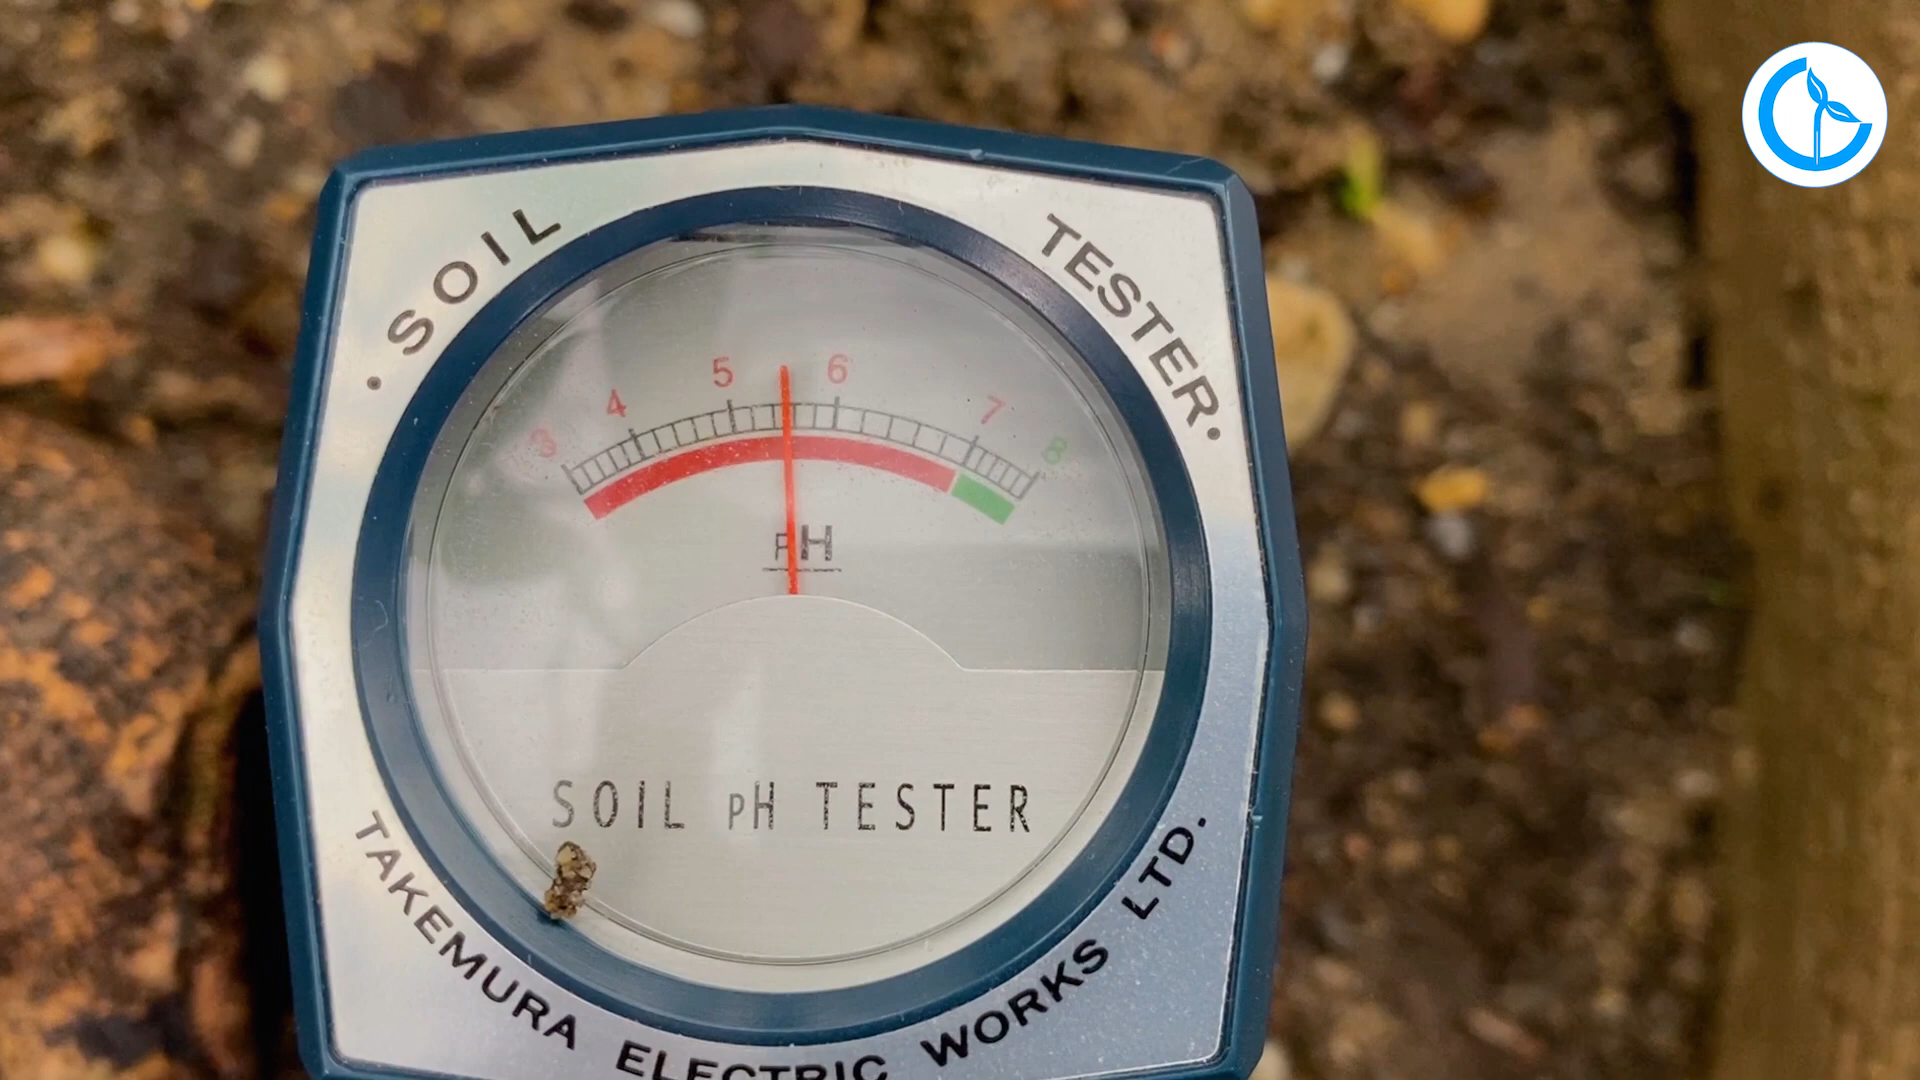 SOIL TESTER
3 4 5 6 7 8
PH
SOIL pH TESTER
TAKEMURA ELECTRIC WORKS LTD.